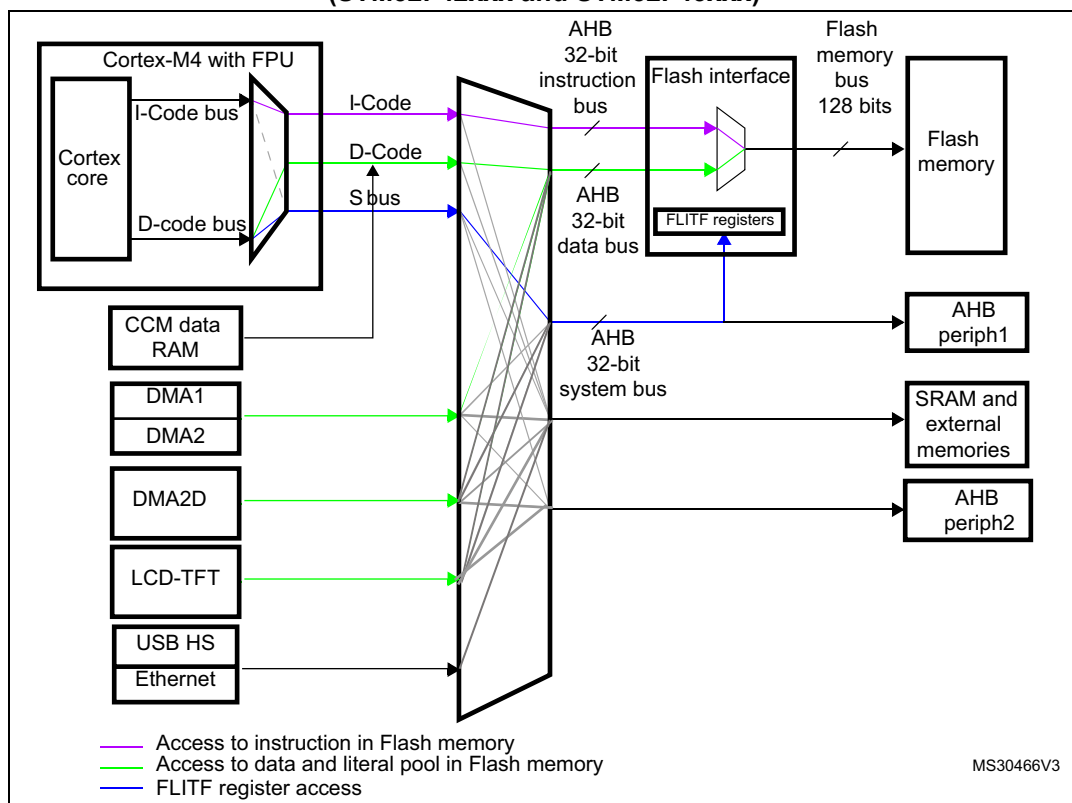 Cortex-M4 with FPU
I-Code bus
Cortex
core
D-code bus
I-Code
D-Code
S bus
AHB
32-bit
instruction
bus
Flash interface
Flash
memory
bus
128 bits
Flash
memory
AHB
32-bit
data bus
FLITF registers
CCM data
RAM
AHB
32-bit
system bus
AHB
periph1
DMA1
DMA2
SRAM and
external
memories
DMA2D
AHB
periph2
LCD-TFT
USB HS
Ethernet
Access to instruction in Flash memory
Access to data and literal pool in Flash memory
FLITF register access
MS30466V3